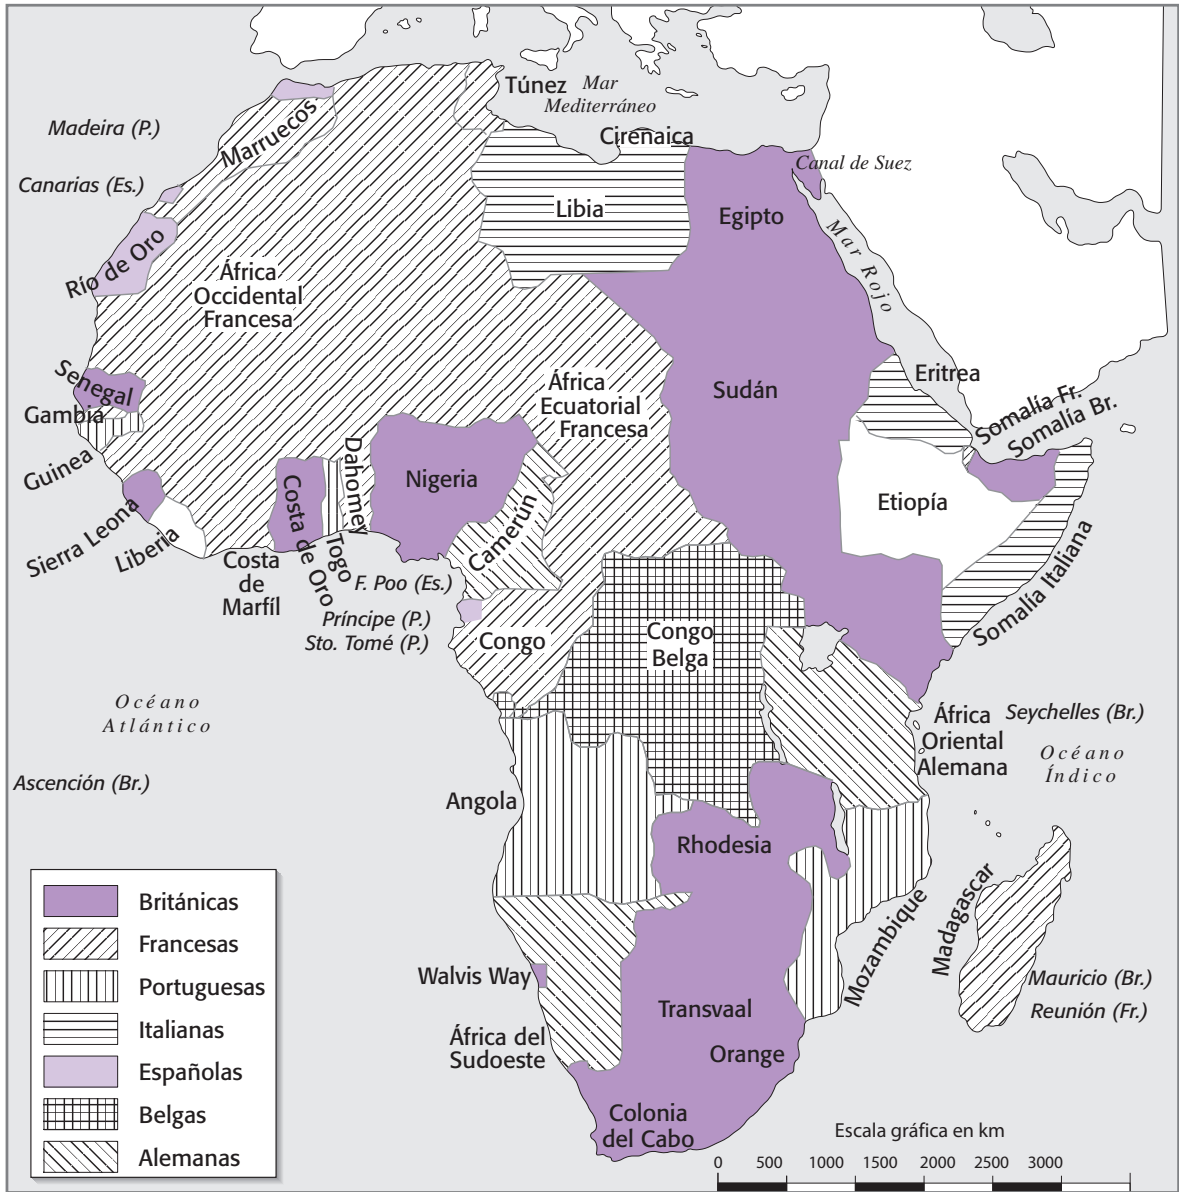 Túnez
Mar
Mediterráneo
Cirenaica
Madeira (P.)
Marruecos
Canal de Suez
Canarias (Es.)
Libia
Egipto
Río de Oro
Mar Rojo
África
Occidental
Francesa
Senegal
África
Ecuatorial
Francesa
Sudán
Eritrea
Somalía Fr.
Somalía Br.
Gambia
Guinea
Dahomey
Nigeria
Etiopía
Sierra Leona
Liberia
Costa
de
Marfíl
Costa de Oro
Togo
Camerún
F. Poo (Es.)
Príncipe (P.)
Sto. Tomé (P.)
Congo
Congo
Belga
Somalía Italiana
Océano
Atlántico
África
Oriental
Alemana
Seychelles (Br.)
Océano
Índico
Ascención (Br.)
Angola
Rhodesia
Mozambique
Madagascar
Mauricio (Br.)
Reunión (Fr.)
Walvis Way
África del
Sudoeste
Transvaal
Orange
Colonia
del Cabo
Británicas
Francesas
Portuguesas
Italianas
Españolas
Belgas
Alemanas
Escala gráfica en km
0 500 1000 1500 2000 2500 3000